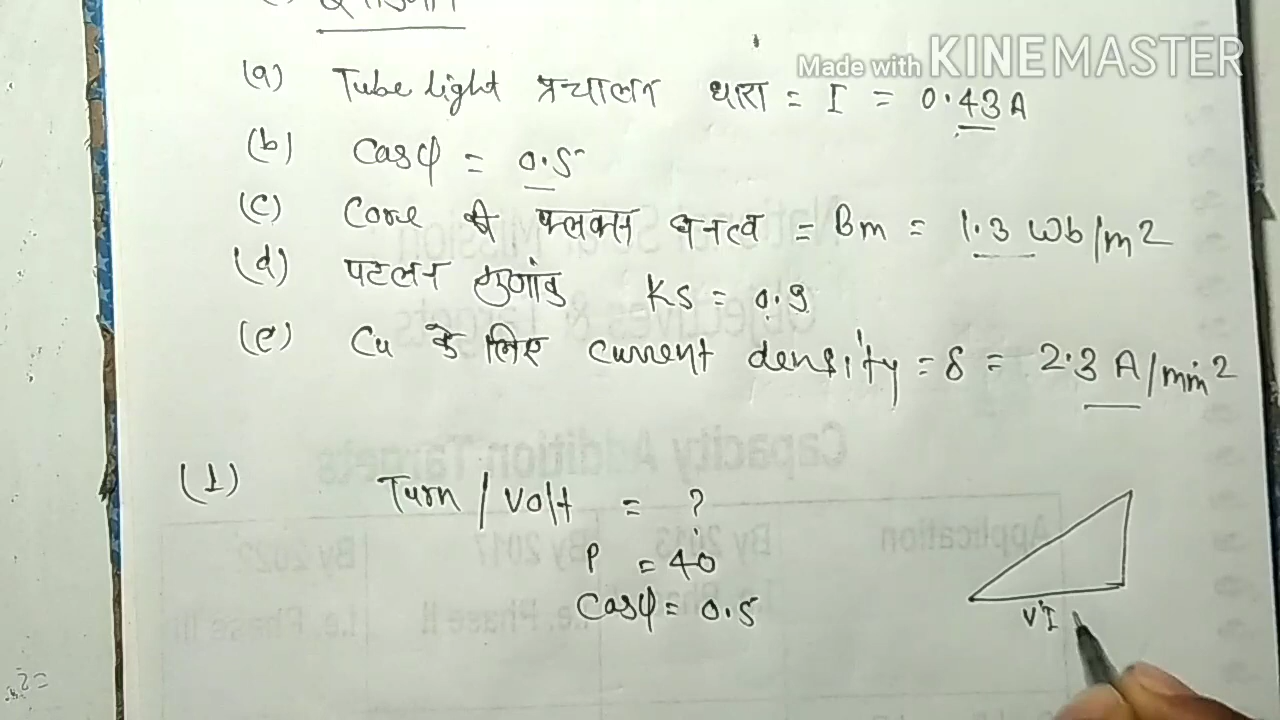 Made with KINEMASTER
(a) Tube light प्रचालन धारा = I = 0.43 A
(b) Cosφ = 0.5
(c) Core की फ्लक्स घनत्व = Bm = 1.3 Wb/m2
(d) पटलन गुणांक Ks = 0.9
(e) Cu के लिए current density = δ = 2.3 A/mm2
(1) Turn / Volt = ?
P = 40
Cosφ = 0.5
VI